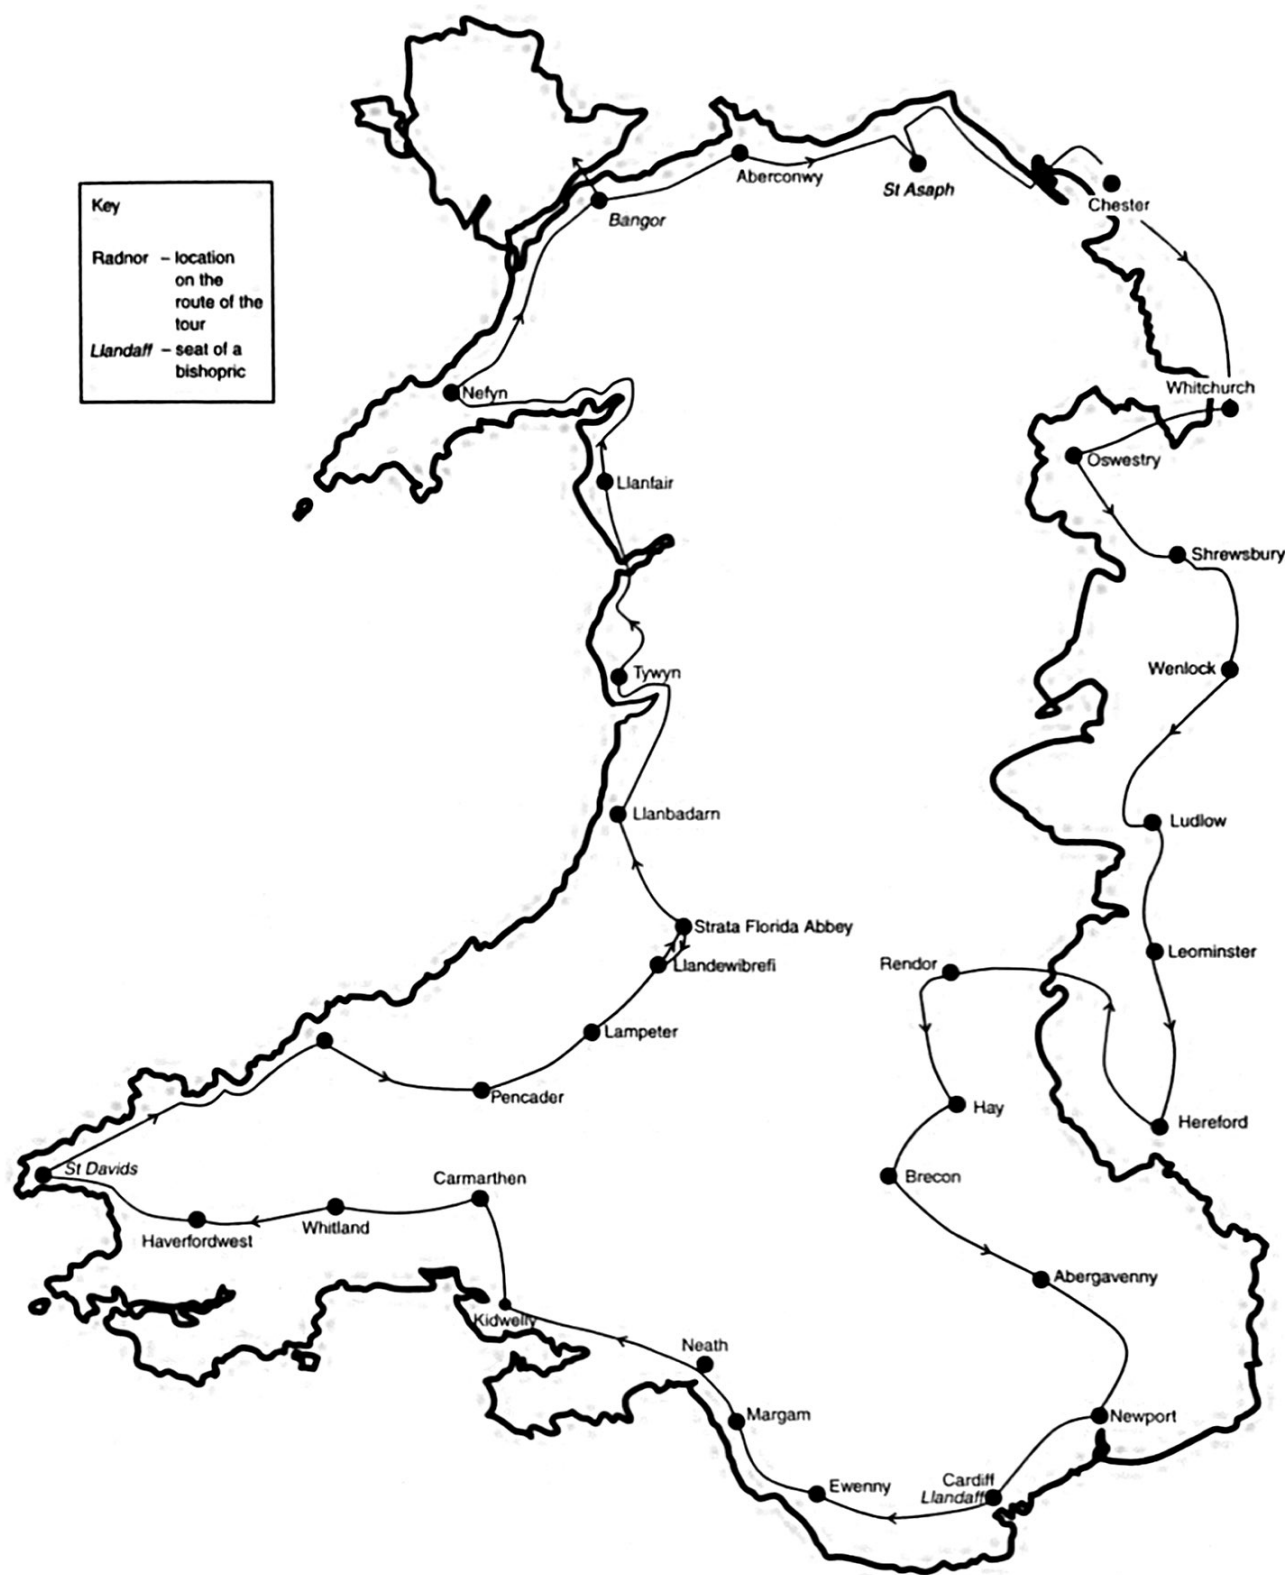 Key
Radnor – location
on the
route of the
tour
Llandaff – seat of a
bishopric
Aberconwy
St Asaph
Bangor
Chester
Nefyn
Whitchurch
Oswestry
Llanfair
Shrewsbury
Tywyn
Wenlock
Llanbadarn
Ludlow
Strata Florida Abbey
Llandewibrefi
Leominster
Rendor
Lampeter
Pencader
Hay
Hereford
St Davids
Carmarthen
Brecon
Haverfordwest
Whitland
Abergavenny
Kidwelly
Neath
Margam
Newport
Ewenny
Cardiff
Llandaff